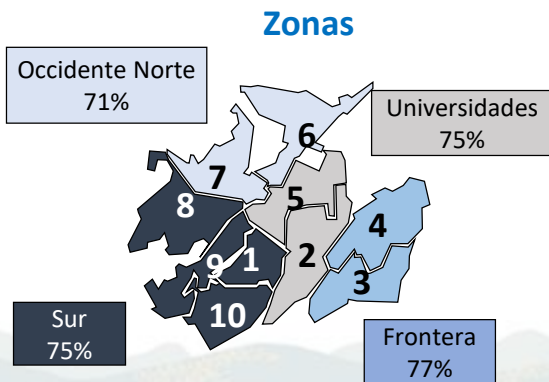 Zonas
Occidente Norte
71%
Universidades
75%
6
7
5
8
4
9
1
2
3
10
Sur
75%
Frontera
77%